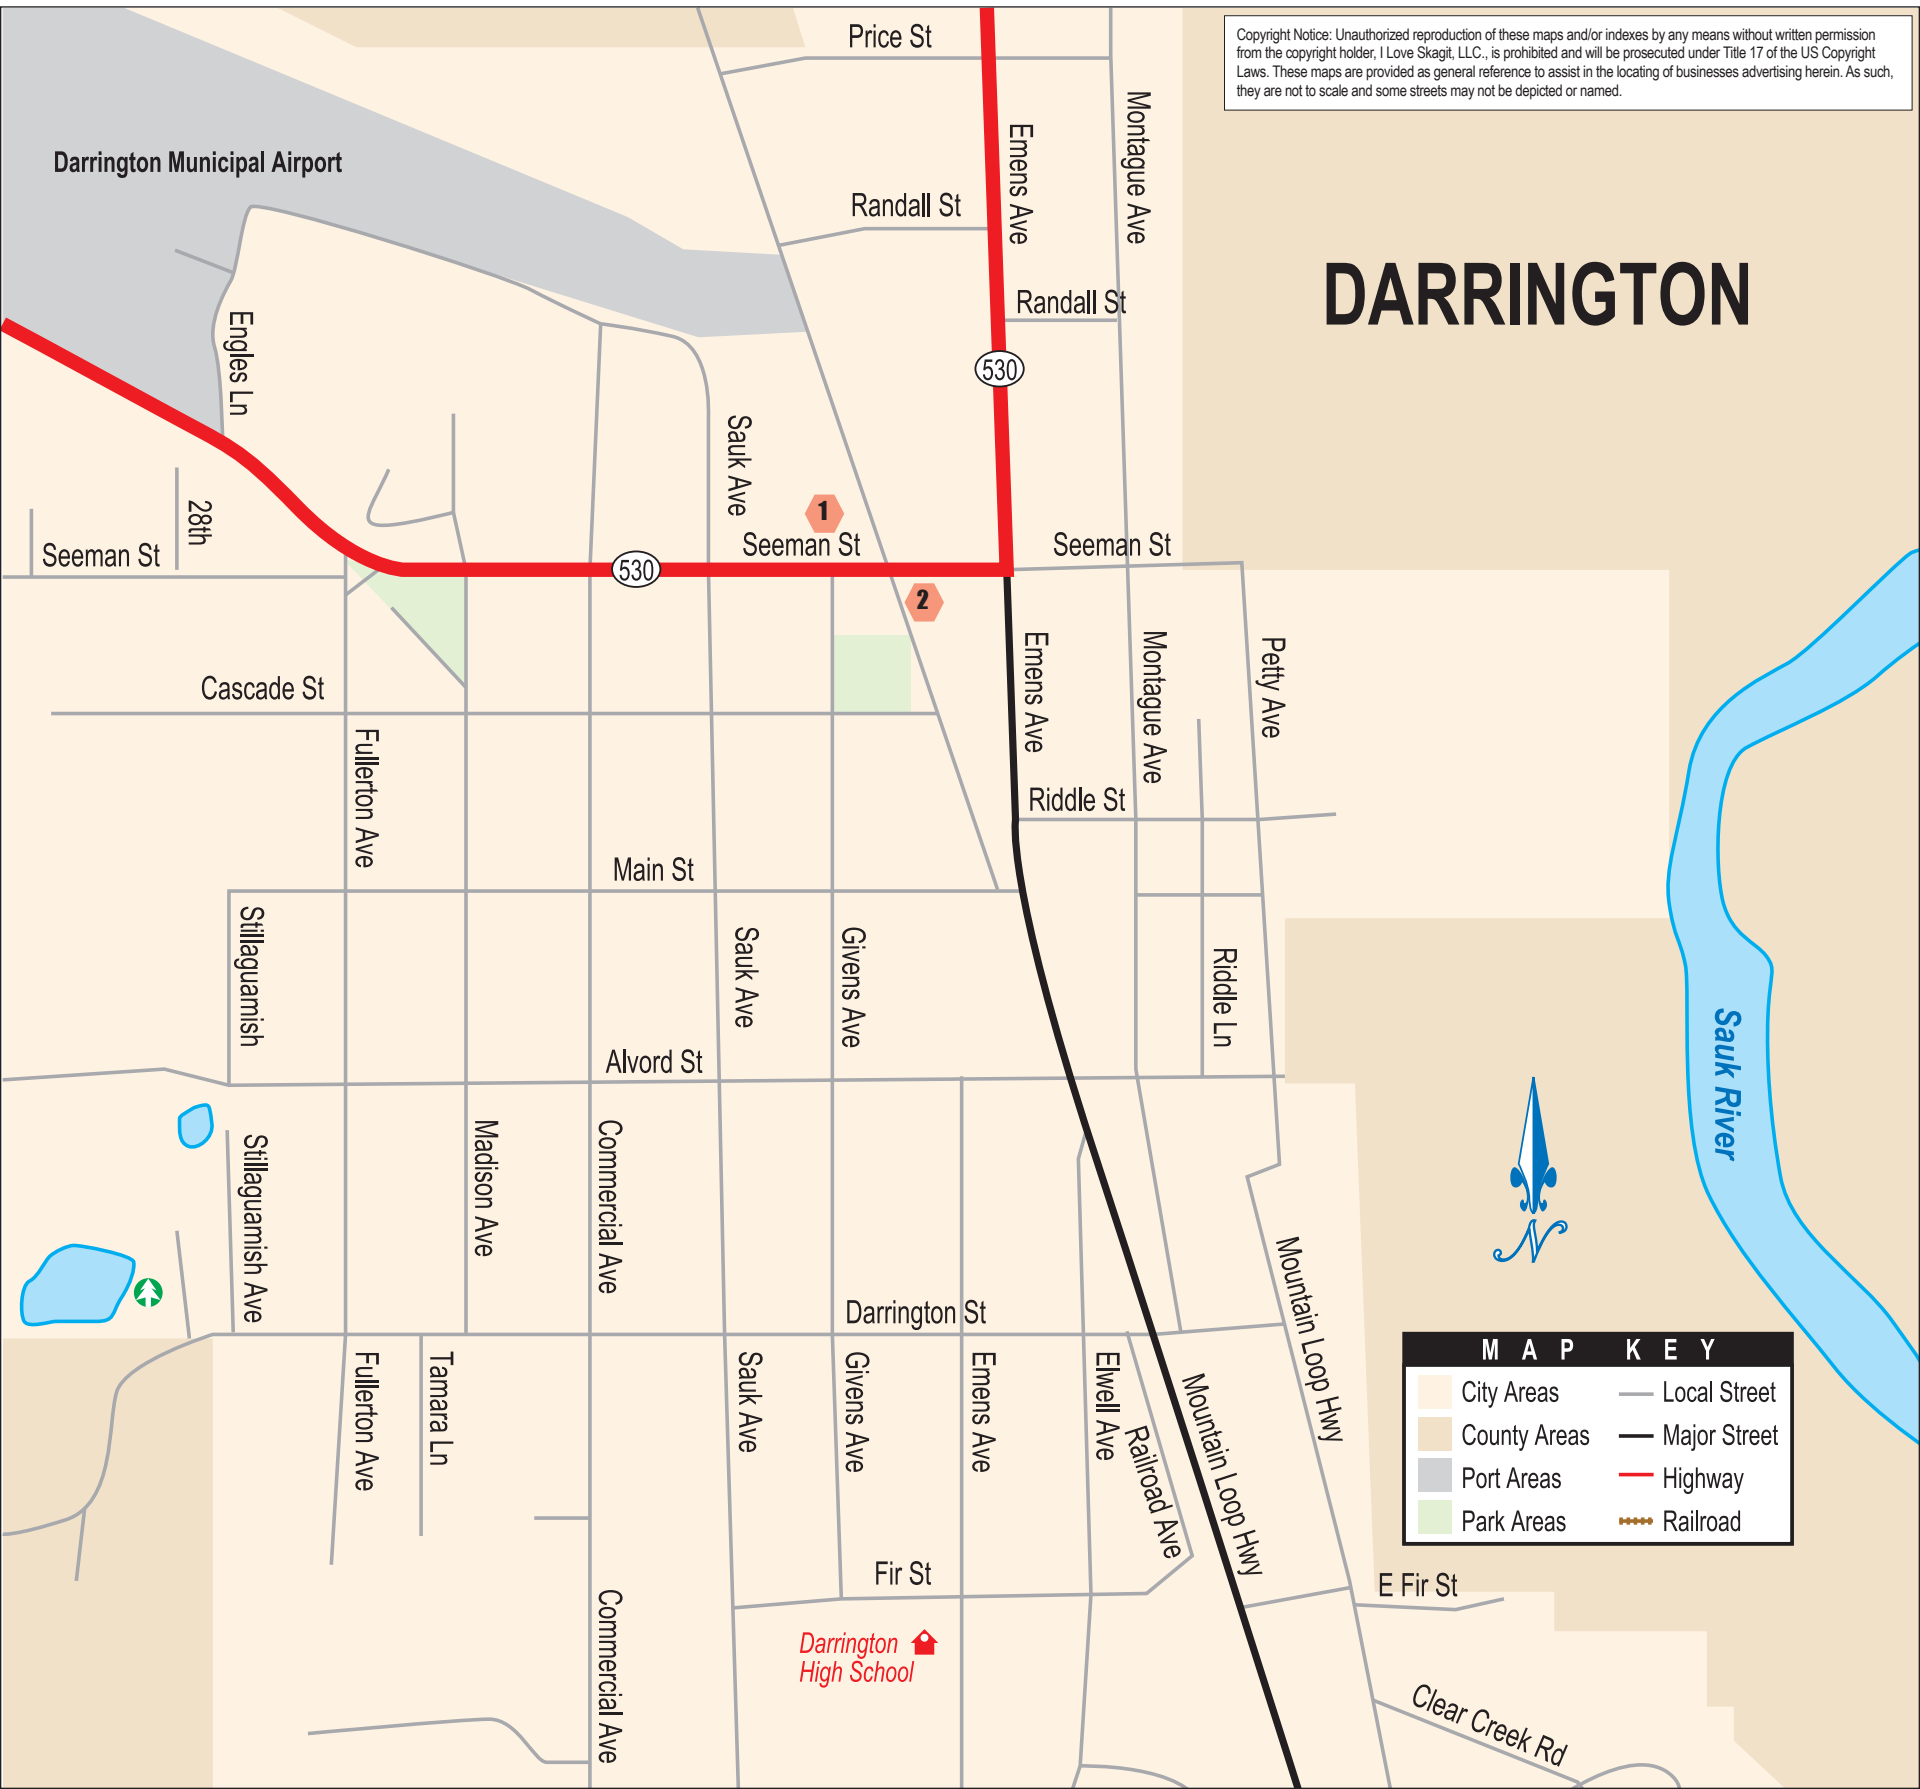 Copyright Notice: Unauthorized reproduction of these maps and/or indexes by any means without written permission
from the copyright holder, I Love Skagit, LLC., is prohibited and will be prosecuted under Title 17 of the US Copyright
Laws. These maps are provided as general reference to assist in the locating of businesses advertising herein. As such,
they are not to scale and some streets may not be depicted or named.
Price St
Darrington Municipal Airport
Emens Ave
Montague Ave
Randall St
Randall St
DARRINGTON
Engles Ln
530
Sauk Ave
28th
1
Seeman St
Seeman St
Seeman St
530
2
Cascade St
Emens Ave
Montague Ave
Petty Ave
Fullerton Ave
Riddle St
Main St
Stillaguamish
Sauk Ave
Givens Ave
Riddle Ln
Alvord St
Sauk River
Stillaguamish Ave
Madison Ave
Commercial Ave
N
Darrington St
Mountain Loop Hwy
Fullerton Ave
Tamara Ln
Sauk Ave
Givens Ave
Emens Ave
Elwell Ave
Railroad Ave
Mountain Loop Hwy
MAP KEY
City Areas
County Areas
Port Areas
Park Areas
Local Street
Major Street
Highway
Railroad
Fir St
E Fir St
Commercial Ave
Darrington
High School
Clear Creek Rd